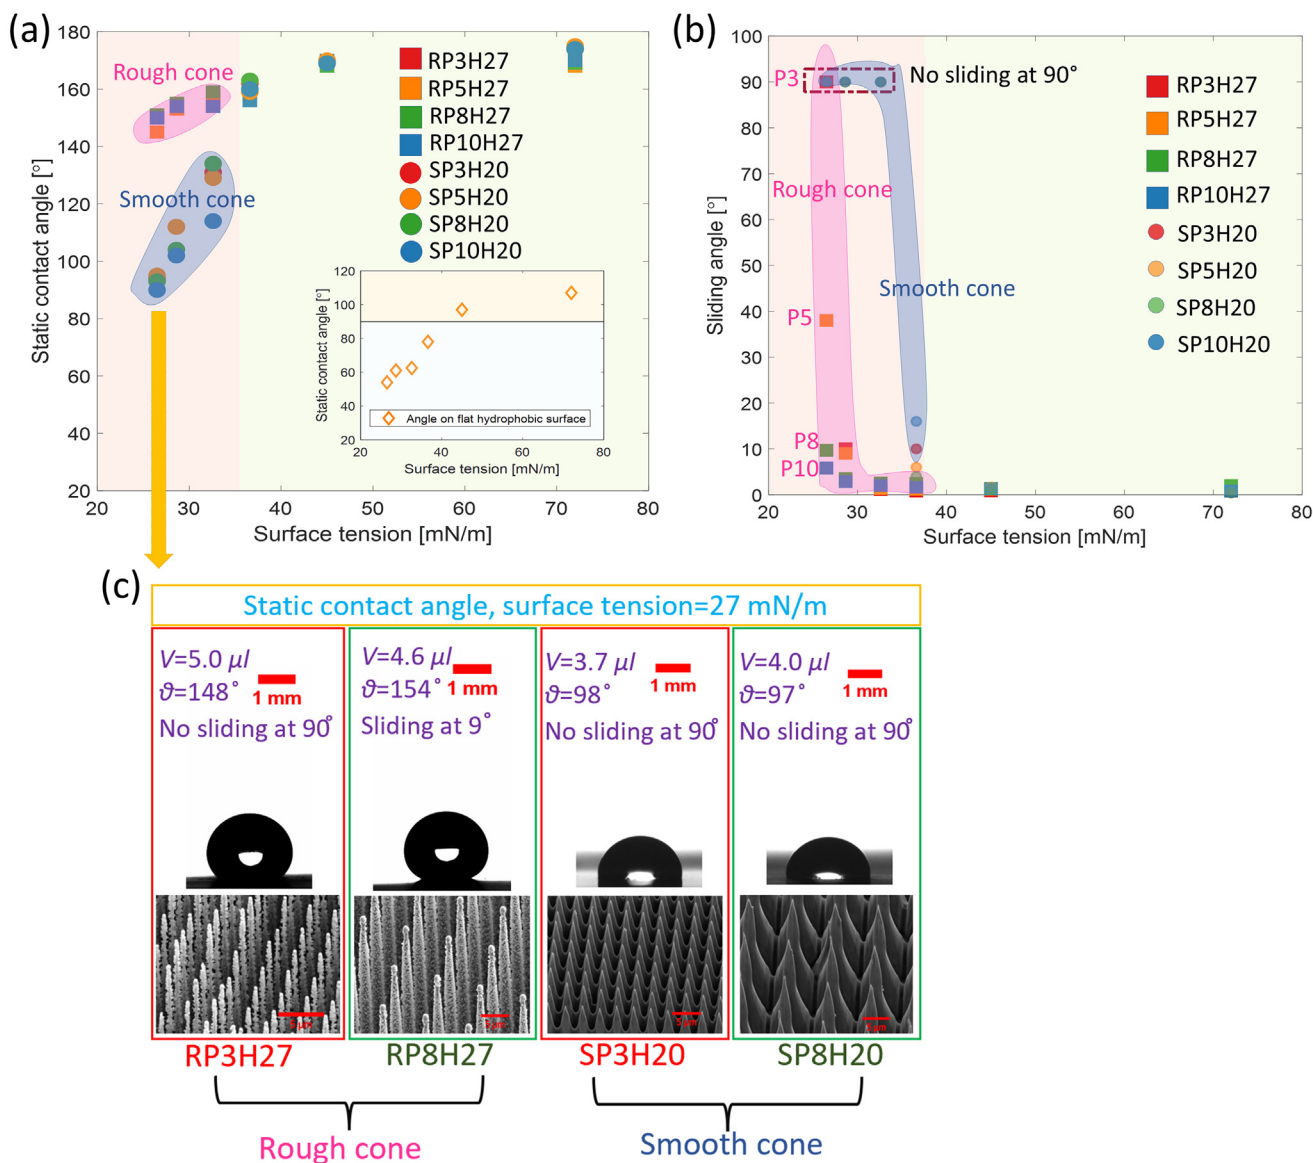 (a)
180
160
140
120
100
80
60
40
20
20
30
40
50
60
70
80
Static contact angle [°]
Surface tension [mN/m]
Rough cone
Smooth cone
RP3H27
RP5H27
RP8H27
RP10H27
SP3H20
SP5H20
SP8H20
SP10H20
120
100
80
60
40
20
20
40
60
80
Static contact angle [°]
Surface tension [mN/m]
Angle on flat hydrophobic surface
(b)
100
90
80
70
60
50
40
30
20
10
0
20
30
40
50
60
70
80
Sliding angle [°]
Surface tension [mN/m]
P3
No sliding at 90°
Rough cone
Smooth cone
P5
P8
P10
RP3H27
RP5H27
RP8H27
RP10H27
SP3H20
SP5H20
SP8H20
SP10H20
(c)
Static contact angle, surface tension=27 mN/m
V=5.0 µl
ϑ=148°
1 mm
No sliding at 90°
V=4.6 µl
ϑ=154°
1 mm
Sliding at 9°
V=3.7 µl
ϑ=98°
1 mm
No sliding at 90°
V=4.0 µl
ϑ=97°
1 mm
No sliding at 90°
5 µm
5 µm
5 µm
5 µm
RP3H27
RP8H27
SP3H20
SP8H20
Rough cone
Smooth cone